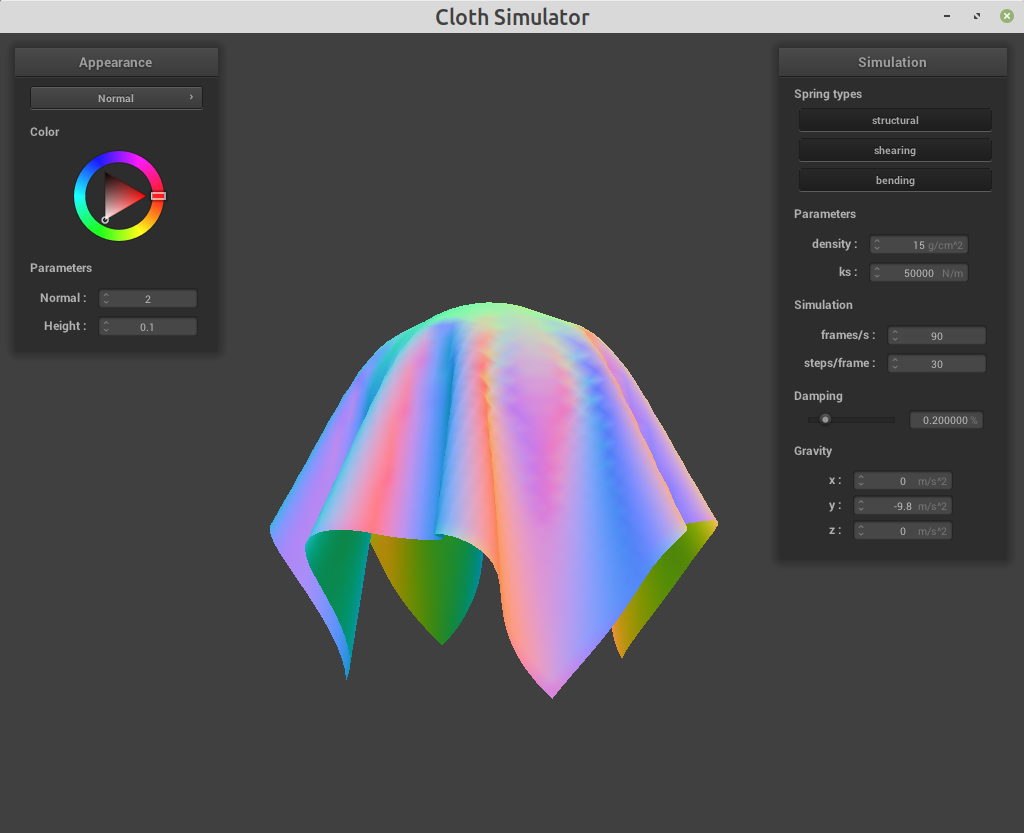 Cloth Simulator
Appearance
Normal
Color
Parameters
Normal : 2
Height : 0.1
Simulation
Spring types
structural
shearing
bending
Parameters
density : 15 g/cm^2
ks : 50000 N/m
Simulation
frames/s : 90
steps/frame : 30
Damping
0.200000 %
Gravity
x : 0 m/s^2
y : -9.8 m/s^2
z : 0 m/s^2